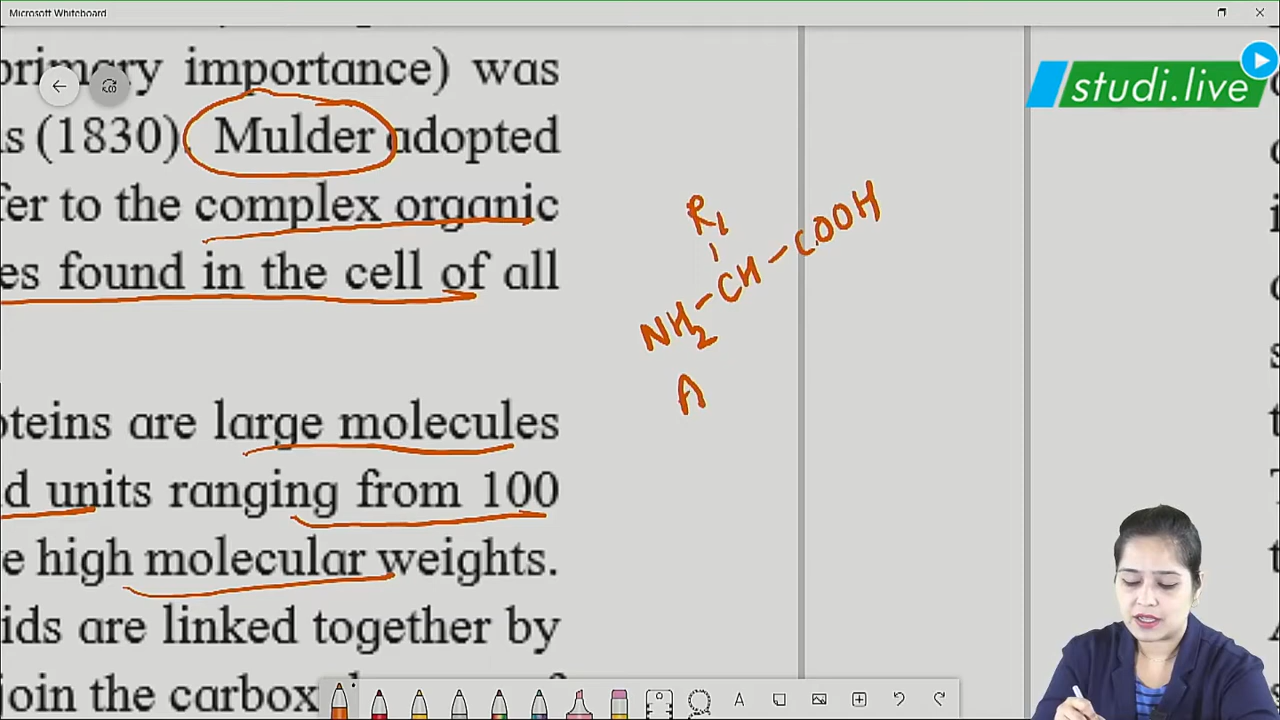 Microsoft Whiteboard
primary importance) was
(1830). Mulder adopted
fer to the complex organic
es found in the cell of all
oteins are large molecules
d units ranging from 100
e high molecular weights.
ids are linked together by
join the carbox
studi.live
R1
CH - COOH
NH2 -
A
A